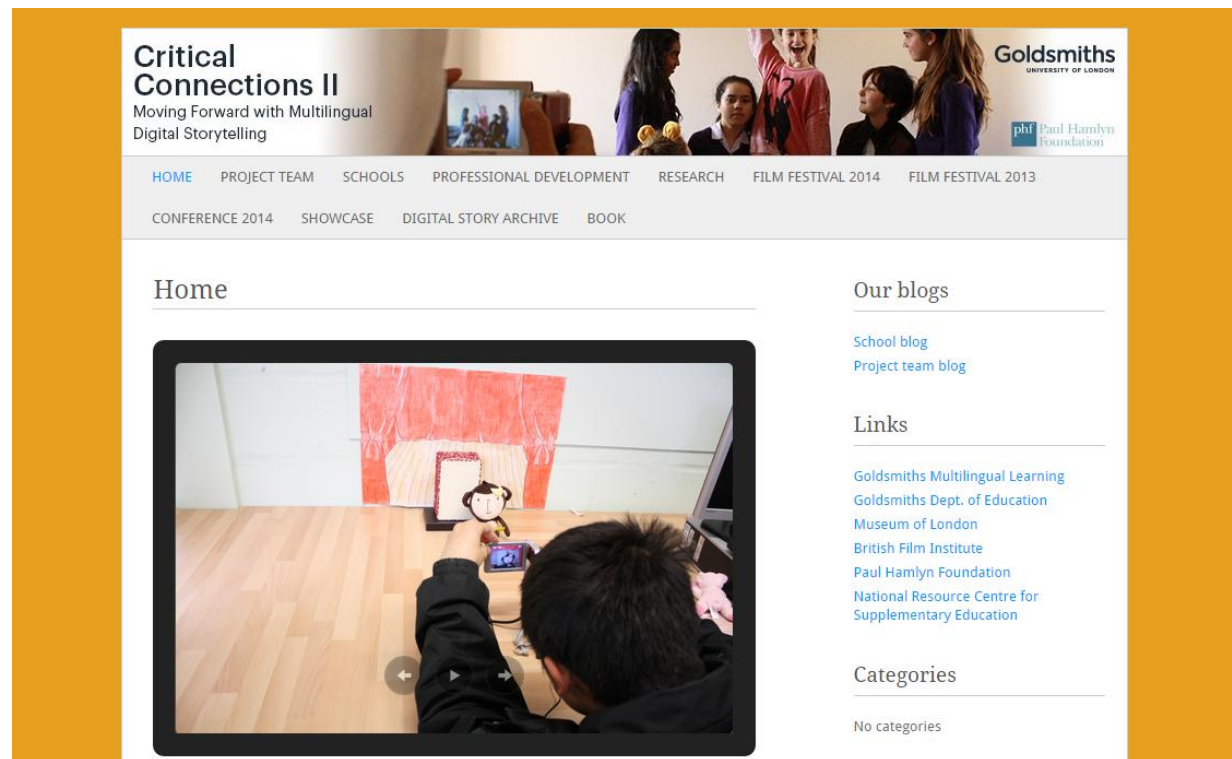 Critical
Connections II
Moving Forward with Multilingual
Digital Storytelling
Goldsmiths
UNIVERSITY OF LONDON
phf Paul Hamlyn
Foundation
HOME PROJECT TEAM SCHOOLS PROFESSIONAL DEVELOPMENT RESEARCH FILM FESTIVAL 2014 FILM FESTIVAL 2013
CONFERENCE 2014 SHOWCASE DIGITAL STORY ARCHIVE BOOK
Home
Our blogs
School blog
Project team blog
Links
Goldsmiths Multilingual Learning
Goldsmiths Dept. of Education
Museum of London
British Film Institute
Paul Hamlyn Foundation
National Resource Centre for
Supplementary Education
Categories
No categories